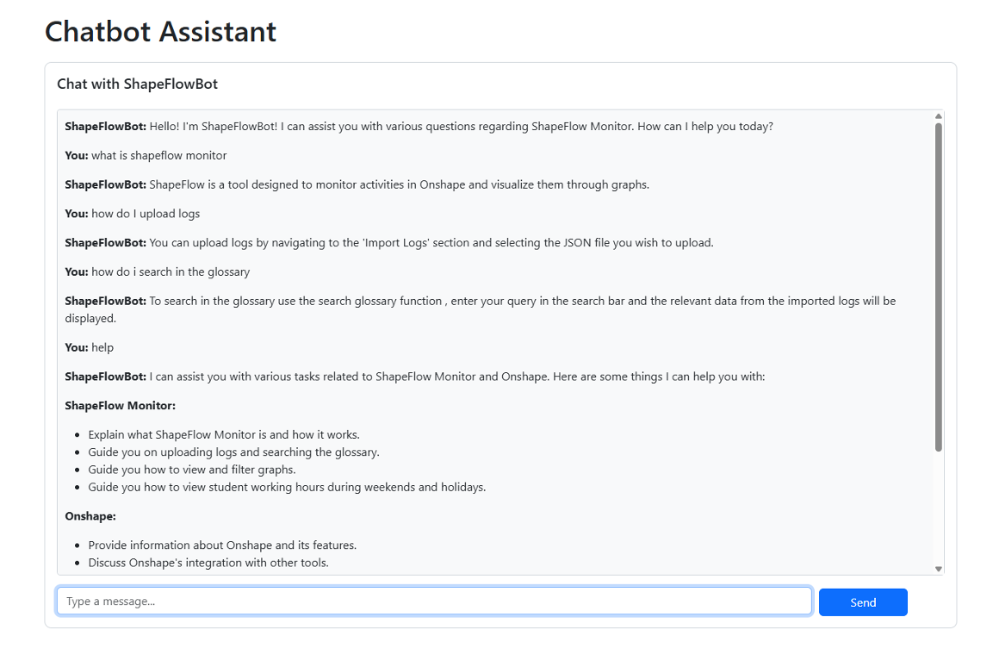 Chatbot Assistant
Chat with ShapeFlowBot
ShapeFlowBot: Hello! I'm ShapeFlowBot! I can assist you with various questions regarding ShapeFlow Monitor. How can I help you today?
You: what is shapeflow monitor
ShapeFlowBot: ShapeFlow is a tool designed to monitor activities in Onshape and visualize them through graphs.
You: how do I upload logs
ShapeFlowBot: You can upload logs by navigating to the 'Import Logs' section and selecting the JSON file you wish to upload.
You: how do i search in the glossary
ShapeFlowBot: To search in the glossary use the search glossary function , enter your query in the search bar and the relevant data from the imported logs will be
displayed.
You: help
ShapeFlowBot: I can assist you with various tasks related to ShapeFlow Monitor and Onshape. Here are some things I can help you with:
ShapeFlow Monitor:
• Explain what ShapeFlow Monitor is and how it works.
• Guide you on uploading logs and searching the glossary.
• Guide you how to view and filter graphs.
• Guide you how to view student working hours during weekends and holidays.
Onshape:
• Provide information about Onshape and its features.
• Discuss Onshape's integration with other tools.
Type a message...
Send